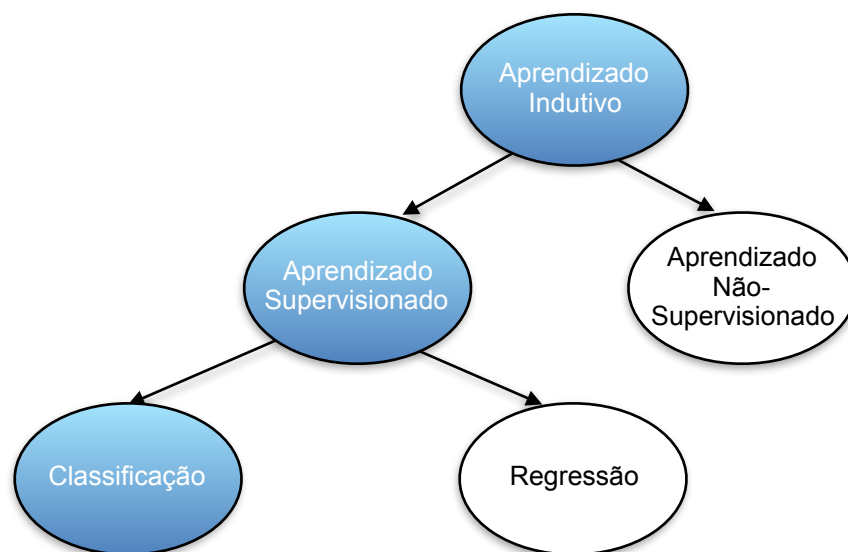 Aprendizado
Indutivo
Aprendizado
Supervisionado
Aprendizado
Não-
Supervisionado
Classificação
Regressão